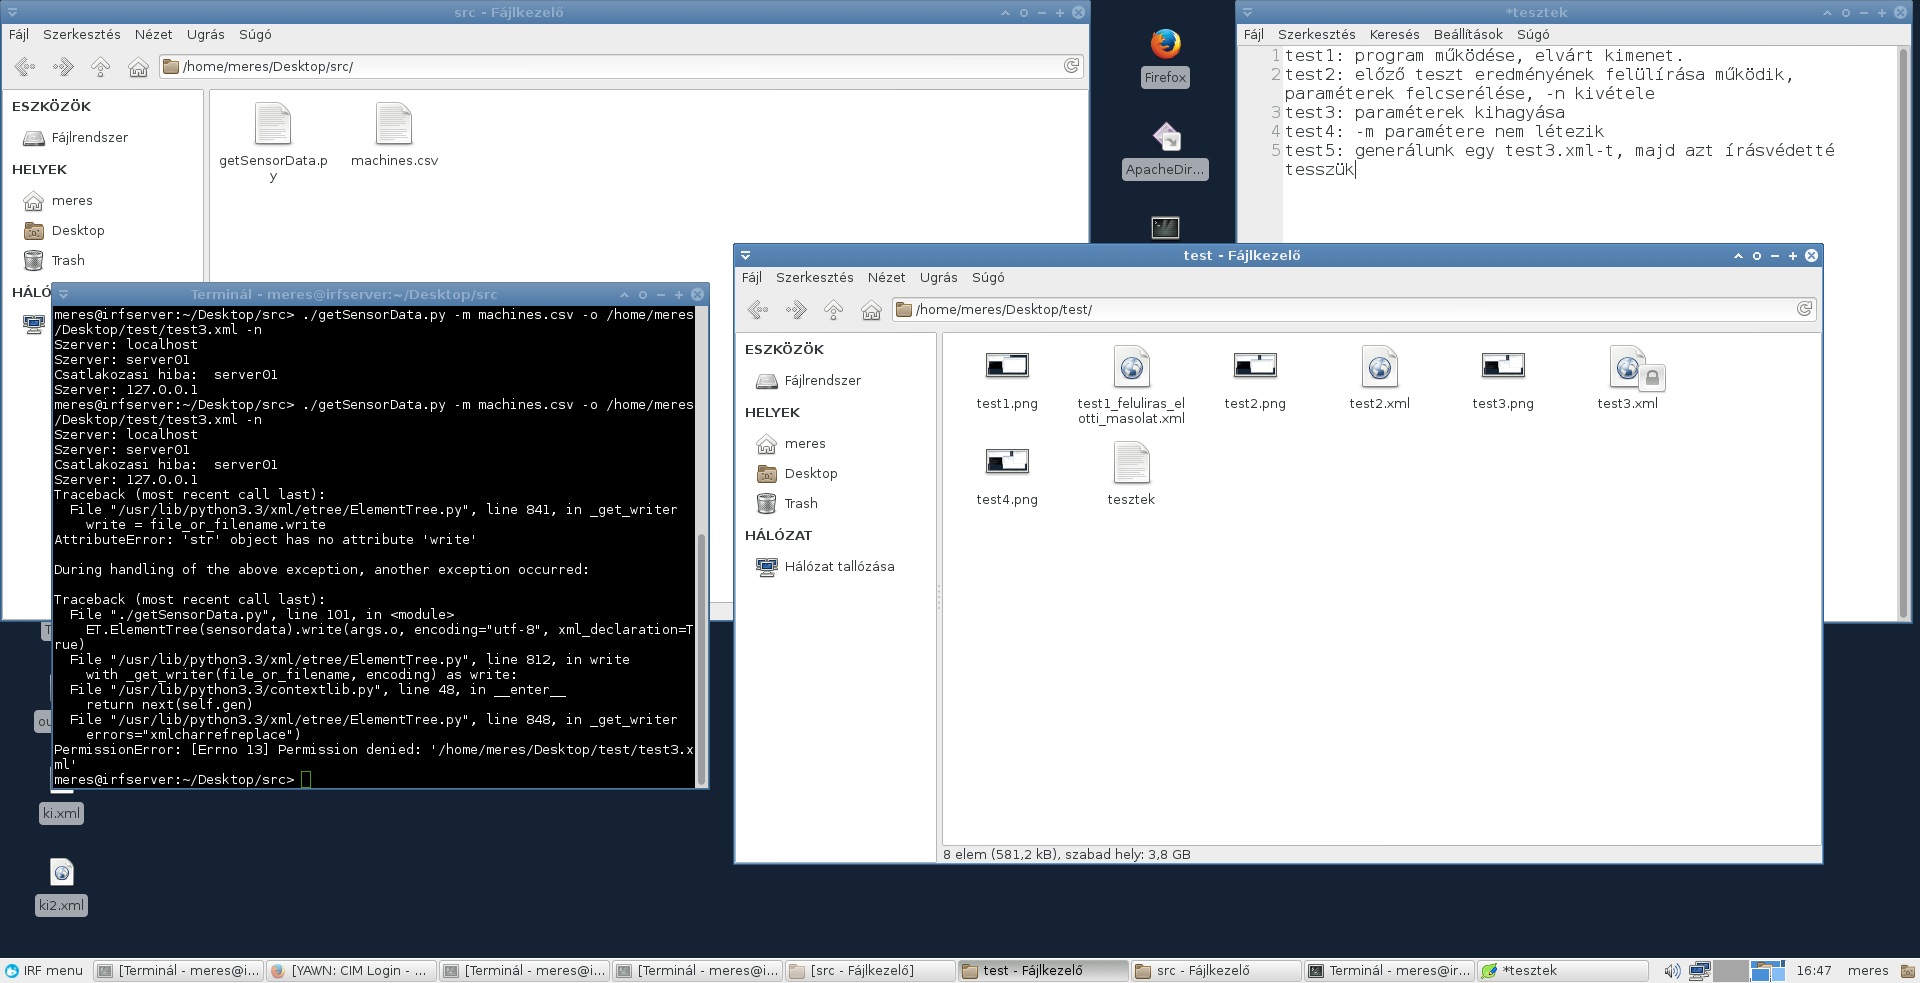 src - Fájlkezelő
Fájl Szerkesztés Nézet Ugrás Súgó
/home/meres/Desktop/src/
ESZKÖZÖK
Fájlrendszer
HELYEK
meres
Desktop
Trash
HÁLÓ
getSensorData.p
y
machines.csv
Firefox
ApacheDir...
*tesztek
Fájl Szerkesztés Keresés Beállítások Súgó
1 test1: program működése, elvárt kimenet.
2 test2: előző teszt eredményének felülírása működik,
paraméterek felcserélése, -n kivétele
3 test3: paraméterek kihagyása
4 test4: -m paramétere nem létezik
5 test5: generálunk egy test3.xml-t, majd azt írásvédetté
tesszük
Terminál - meres@irfserver:~/Desktop/src
meres@irfserver:~/Desktop/src> ./getSensorData.py -m machines.csv -o /home/meres
/Desktop/test/test3.xml -n
Szerver: localhost
Szerver: server01
Csatlakozasi hiba:  server01
Szerver: 127.0.0.1
meres@irfserver:~/Desktop/src> ./getSensorData.py -m machines.csv -o /home/meres
/Desktop/test/test3.xml -n
Szerver: localhost
Szerver: server01
Csatlakozasi hiba:  server01
Szerver: 127.0.0.1
Traceback (most recent call last):
  File "/usr/lib/python3.3/xml/etree/ElementTree.py", line 841, in _get_writer
    write = file_or_filename.write
AttributeError: 'str' object has no attribute 'write'
During handling of the above exception, another exception occurred:
Traceback (most recent call last):
  File "./getSensorData.py", line 101, in <module>
    ET.ElementTree(sensordata).write(args.o, encoding="utf-8", xml_declaration=T
rue)
  File "/usr/lib/python3.3/xml/etree/ElementTree.py", line 812, in write
    with _get_writer(file_or_filename, encoding) as write:
  File "/usr/lib/python3.3/contextlib.py", line 48, in __enter__
    return next(self.gen)
  File "/usr/lib/python3.3/xml/etree/ElementTree.py", line 848, in _get_writer
    errors="xmlcharrefreplace")
PermissionError: [Errno 13] Permission denied: '/home/meres/Desktop/test/test3.x
ml'
meres@irfserver:~/Desktop/src>
test - Fájlkezelő
Fájl Szerkesztés Nézet Ugrás Súgó
/home/meres/Desktop/test/
ESZKÖZÖK
Fájlrendszer
HELYEK
meres
Desktop
Trash
HÁLÓZAT
Hálózat tallózása
test1.png
test1_feluliras_el
otti_masolat.xml
test2.png
test2.xml
test3.png
test3.xml
test4.png
tesztek
8 elem (581,2 kB), szabad hely: 3,8 GB
T
ou
ki.xml
ki2.xml
IRF menu [Terminál - meres@i... [YAWN: CIM Login - ... [Terminál - meres@i... [Terminál - meres@i... [src - Fájlkezelő] test - Fájlkezelő src - Fájlkezelő Terminál - meres@ir... *tesztek 16:47 meres